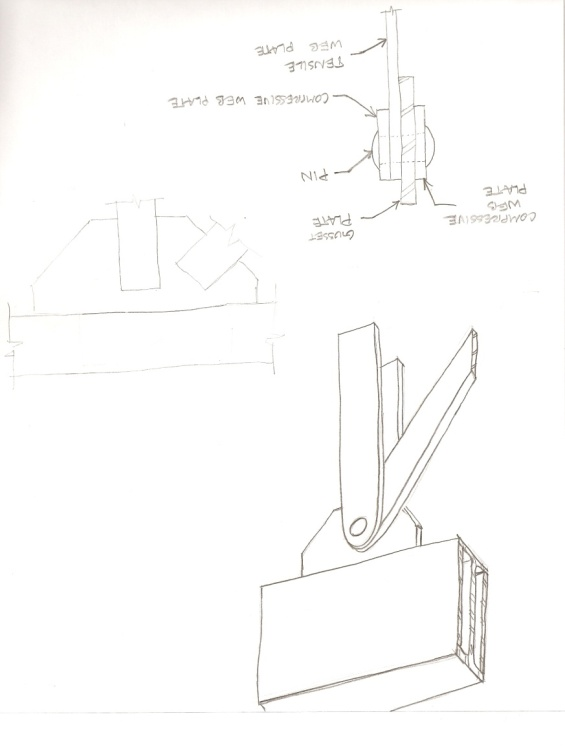 COMPRESSIVE
WEB
PLATE
GUSSET
PLATE
PIN
COMPRESSIVE WEB PLATE
TENSILE
WEB PLATE